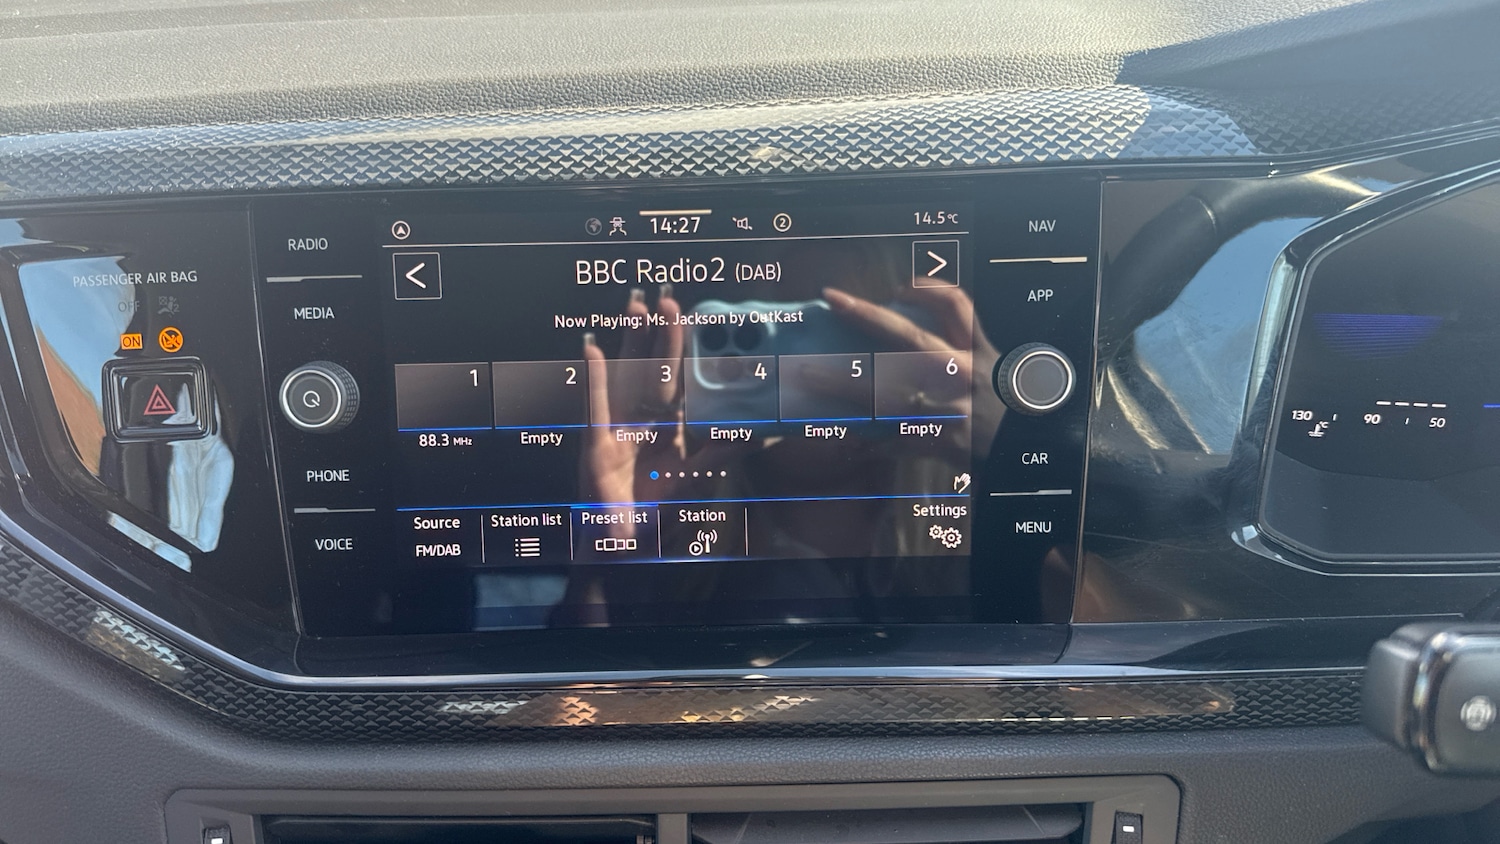 PASSENGER AIR BAG
OFF
ON
RADIO
MEDIA
PHONE
VOICE
14:27
2
14.5°C
BBC Radio2 (DAB)
Now Playing: Ms. Jackson by OutKast
1
2
3
4
5
6
88.3 MHz
Empty
Empty
Empty
Empty
Empty
Source
FM/DAB
Station list
Preset list
Station
Settings
NAV
APP
CAR
MENU
130
90
50
°C